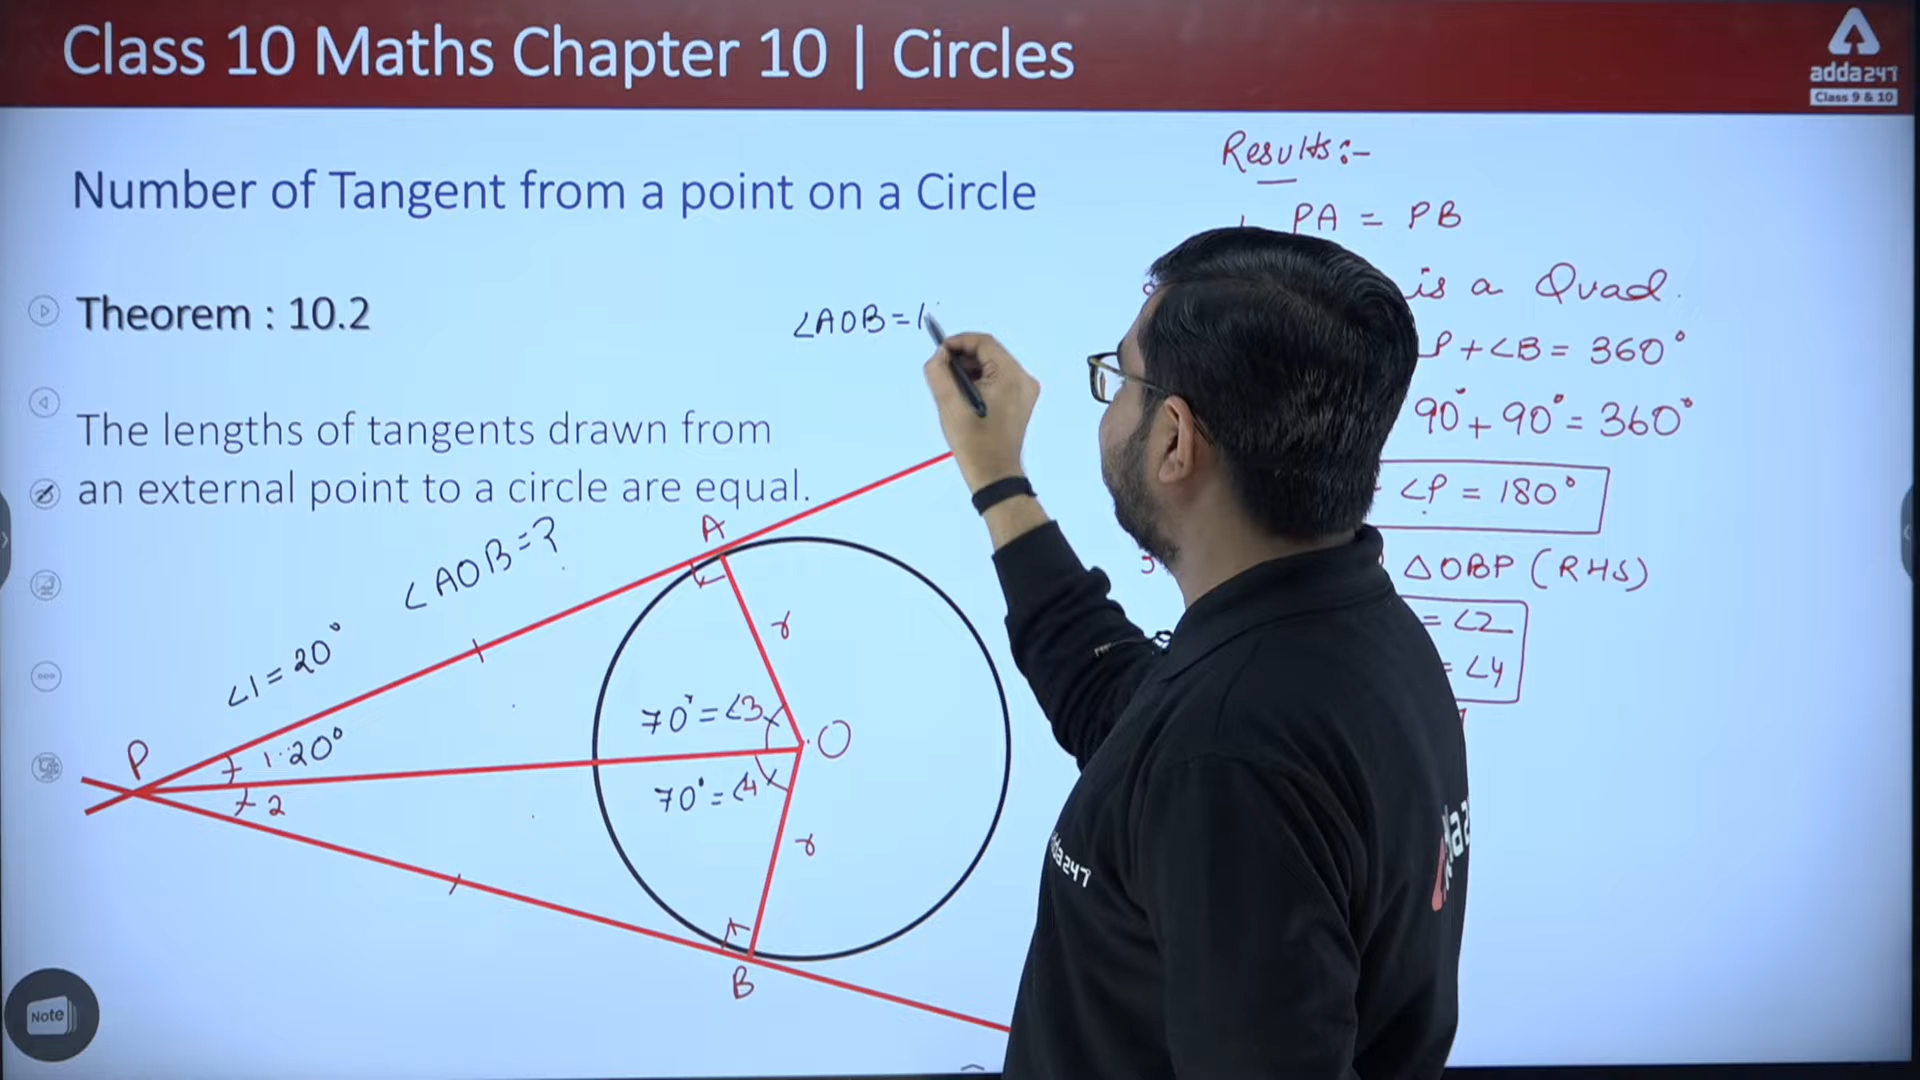 Class 10 Maths Chapter 10 | Circles
adda247
Class 9 & 10
Number of Tangent from a point on a Circle
Results:-
PA = PB
is a Quad.
Theorem : 10.2
∠AOB=1
P+∠B= 360°
90°+90°= 360°
The lengths of tangents drawn from
an external point to a circle are equal.
∠P = 180°
∠AOB=?
A
3
ΔOBP (RHS)
= ∠2
= ∠4
∠1=20°
r
70°=∠3
O
P
1·20°
2
70°=∠4
r
B
adda247
Note